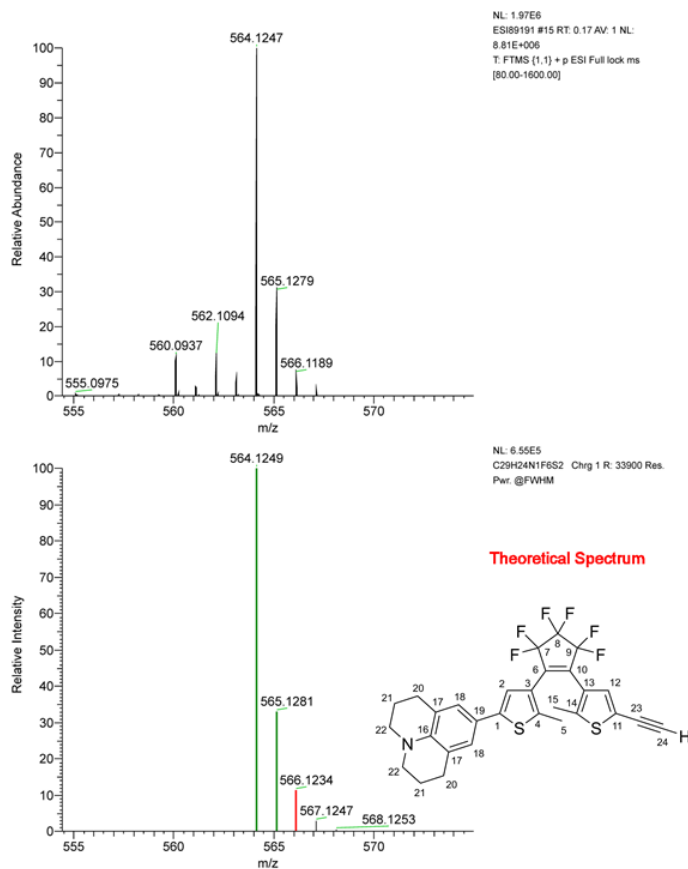 NL: 1.97E6
ESI89191 #15 RT: 0.17 AV: 1 NL:
8.81E+006
T: FTMS {1,1} + p ESI Full lock ms
[80.00-1600.00]
564.1247
100
90
80
70
60
50
40
30
20
10
0
Relative Abundance
565.1279
562.1094
560.0937
566.1189
555.0975
555
560
565
570
m/z
NL: 6.55E5
C29H24N1F6S2 Chrg 1 R: 33900 Res.
Pwr. @FWHM
Theoretical Spectrum
564.1249
100
90
80
70
60
50
40
30
20
10
0
Relative Intensity
565.1281
566.1234
567.1247
568.1253
555
560
565
570
m/z
F F
F F
F F
8
7 9
6 10
20 2 3 13 12
21 17 18 15 23
22 16 19 14 11 24
N 1 4 5 H
S S
22 17 18
21 20